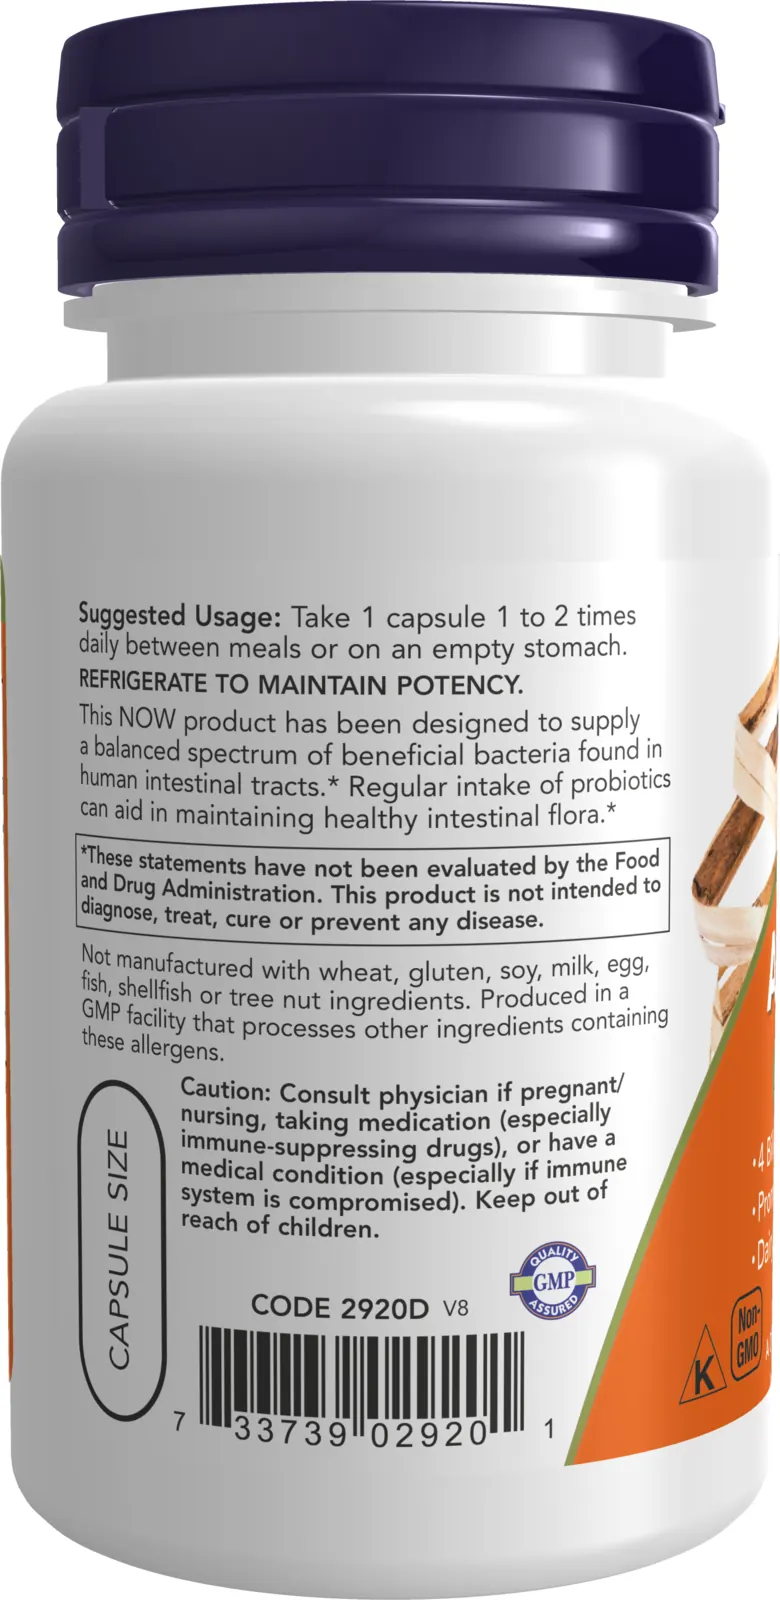 Suggested Usage: Take 1 capsule 1 to 2 times
daily between meals or on an empty stomach.
REFRIGERATE TO MAINTAIN POTENCY.
This NOW product has been designed to supply
a balanced spectrum of beneficial bacteria found in
human intestinal tracts.* Regular intake of probiotics
can aid in maintaining healthy intestinal flora.*
*These statements have not been evaluated by the Food
and Drug Administration. This product is not intended to
diagnose, treat, cure or prevent any disease.
Not manufactured with wheat, gluten, soy, milk, egg,
fish, shellfish or tree nut ingredients. Produced in a
GMP facility that processes other ingredients containing
these allergens.
CAPSULE SIZE
Caution: Consult physician if pregnant/
nursing, taking medication (especially
immune-suppressing drugs), or have a
medical condition (especially if immune
system is compromised). Keep out of
reach of children.
QUALITY
GMP
ASSURED
CODE 2920D V8
7 33739 02920 1
• 4 B
• Pro
• Dai
K
Non-
GMO